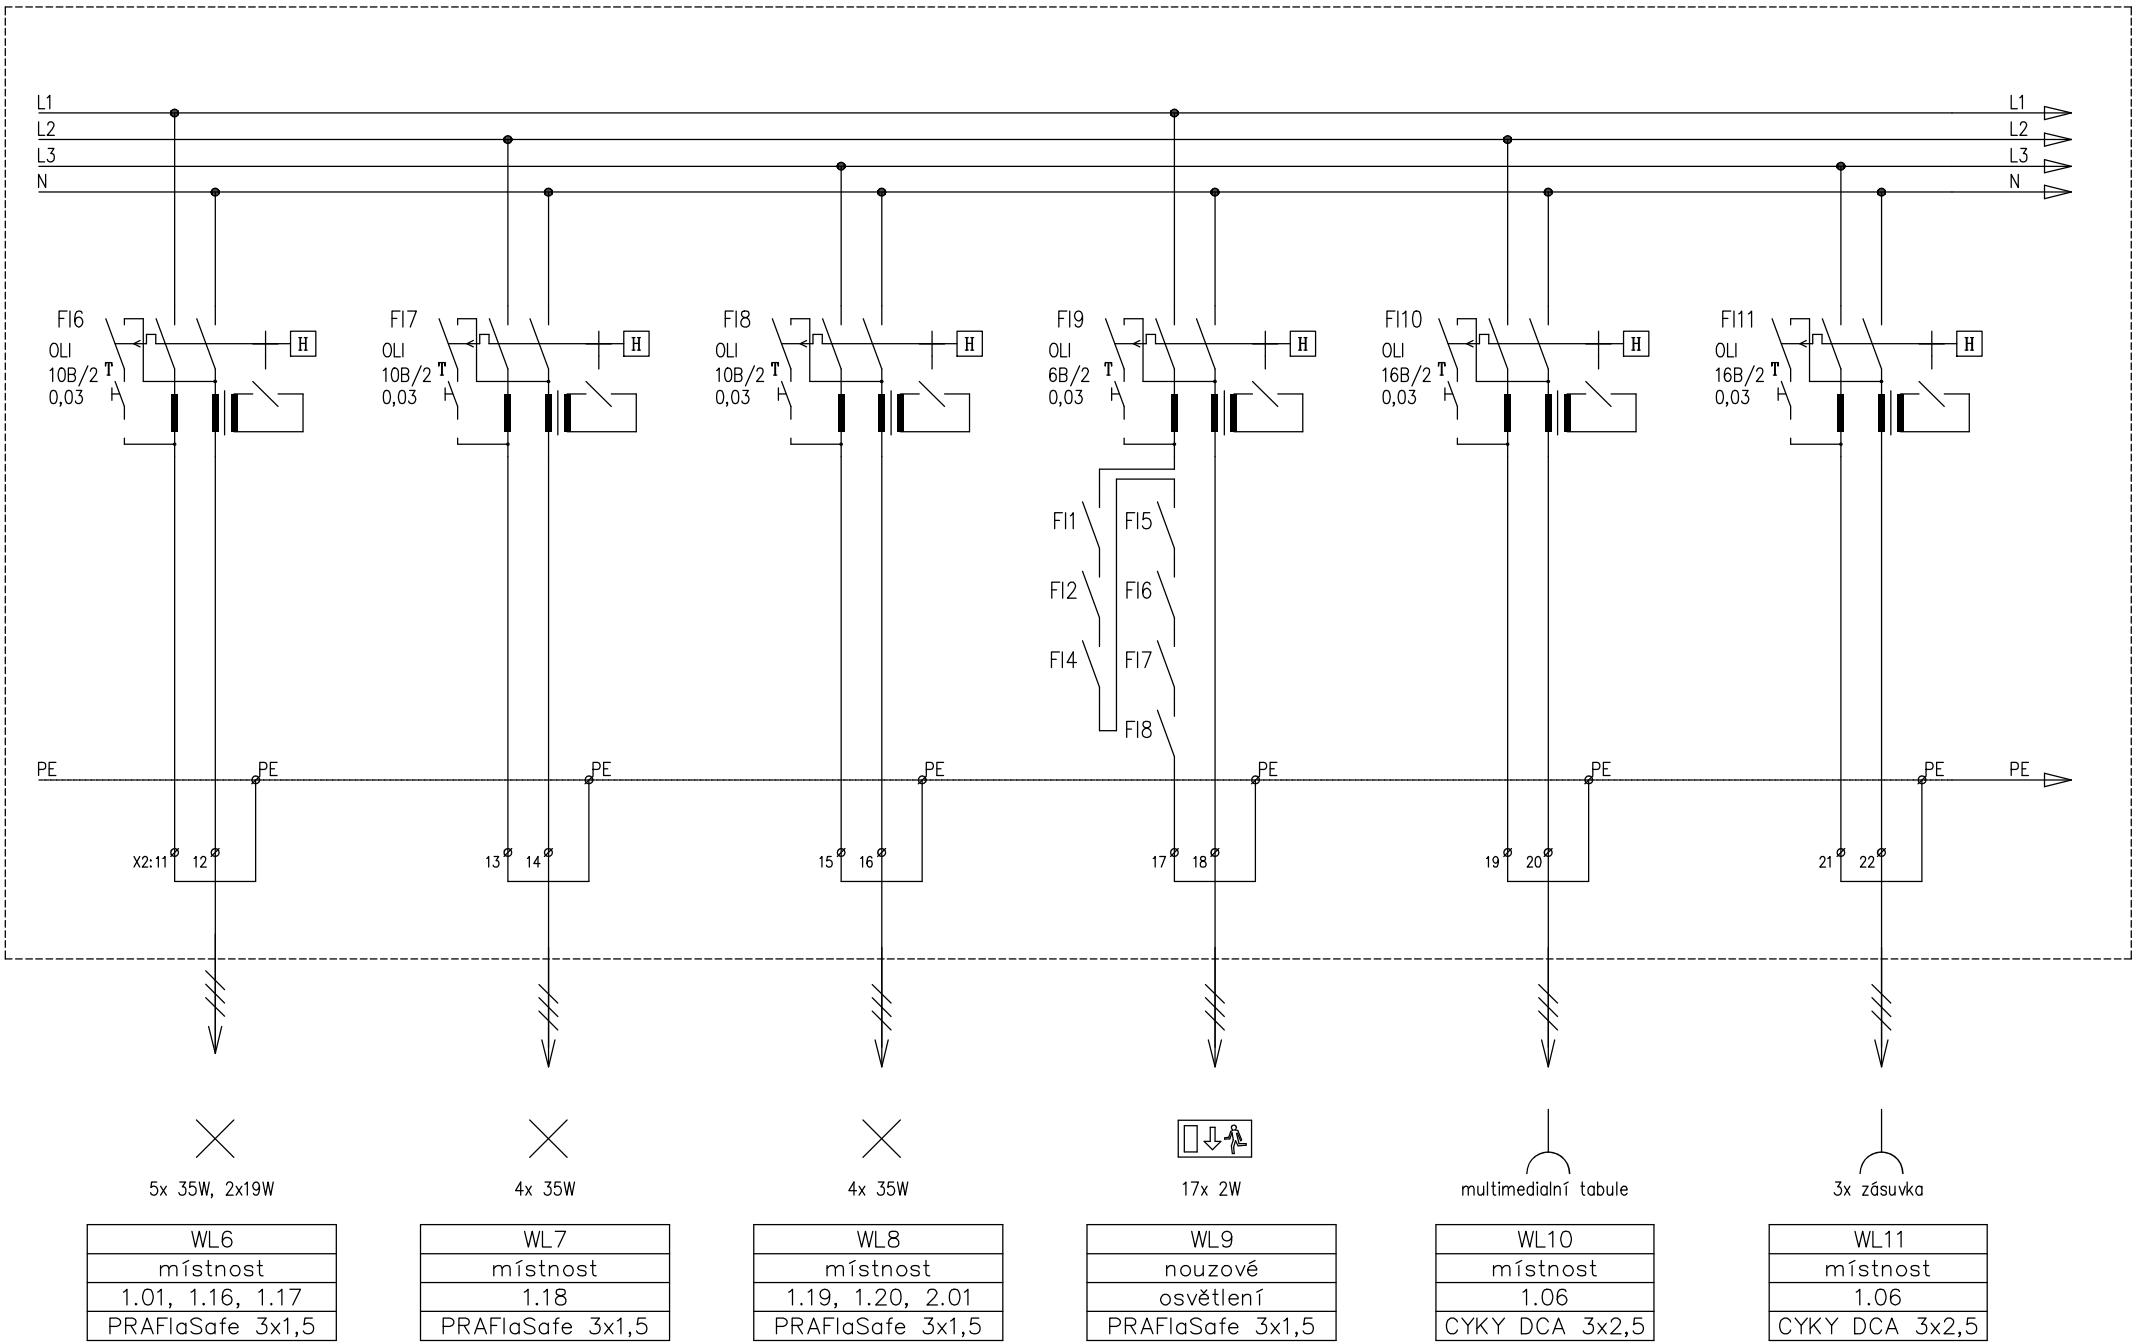 L1 L1
L2 L2
L3 L3
N N
FI6 H
OLI
10B/2 T
0,03
FI7 H
OLI
10B/2 T
0,03
FI8 H
OLI
10B/2 T
0,03
FI9 H
OLI
6B/2 T
0,03
FI10 H
OLI
16B/2 T
0,03
FI11 H
OLI
16B/2 T
0,03
FI1 FI5
FI2 FI6
FI4 FI7
FI8
PE PE PE PE PE PE PE PE
X2:11 12 13 14 15 16 17 18 19 20 21 22
5x 35W, 2x19W
4x 35W
4x 35W
17x 2W
multimedialní tabule
3x zásuvka
WL6
místnost
1.01, 1.16, 1.17
PRAFlaSafe 3x1,5
WL7
místnost
1.18
PRAFlaSafe 3x1,5
WL8
místnost
1.19, 1.20, 2.01
PRAFlaSafe 3x1,5
WL9
nouzové
osvětlení
PRAFlaSafe 3x1,5
WL10
místnost
1.06
CYKY DCA 3x2,5
WL11
místnost
1.06
CYKY DCA 3x2,5